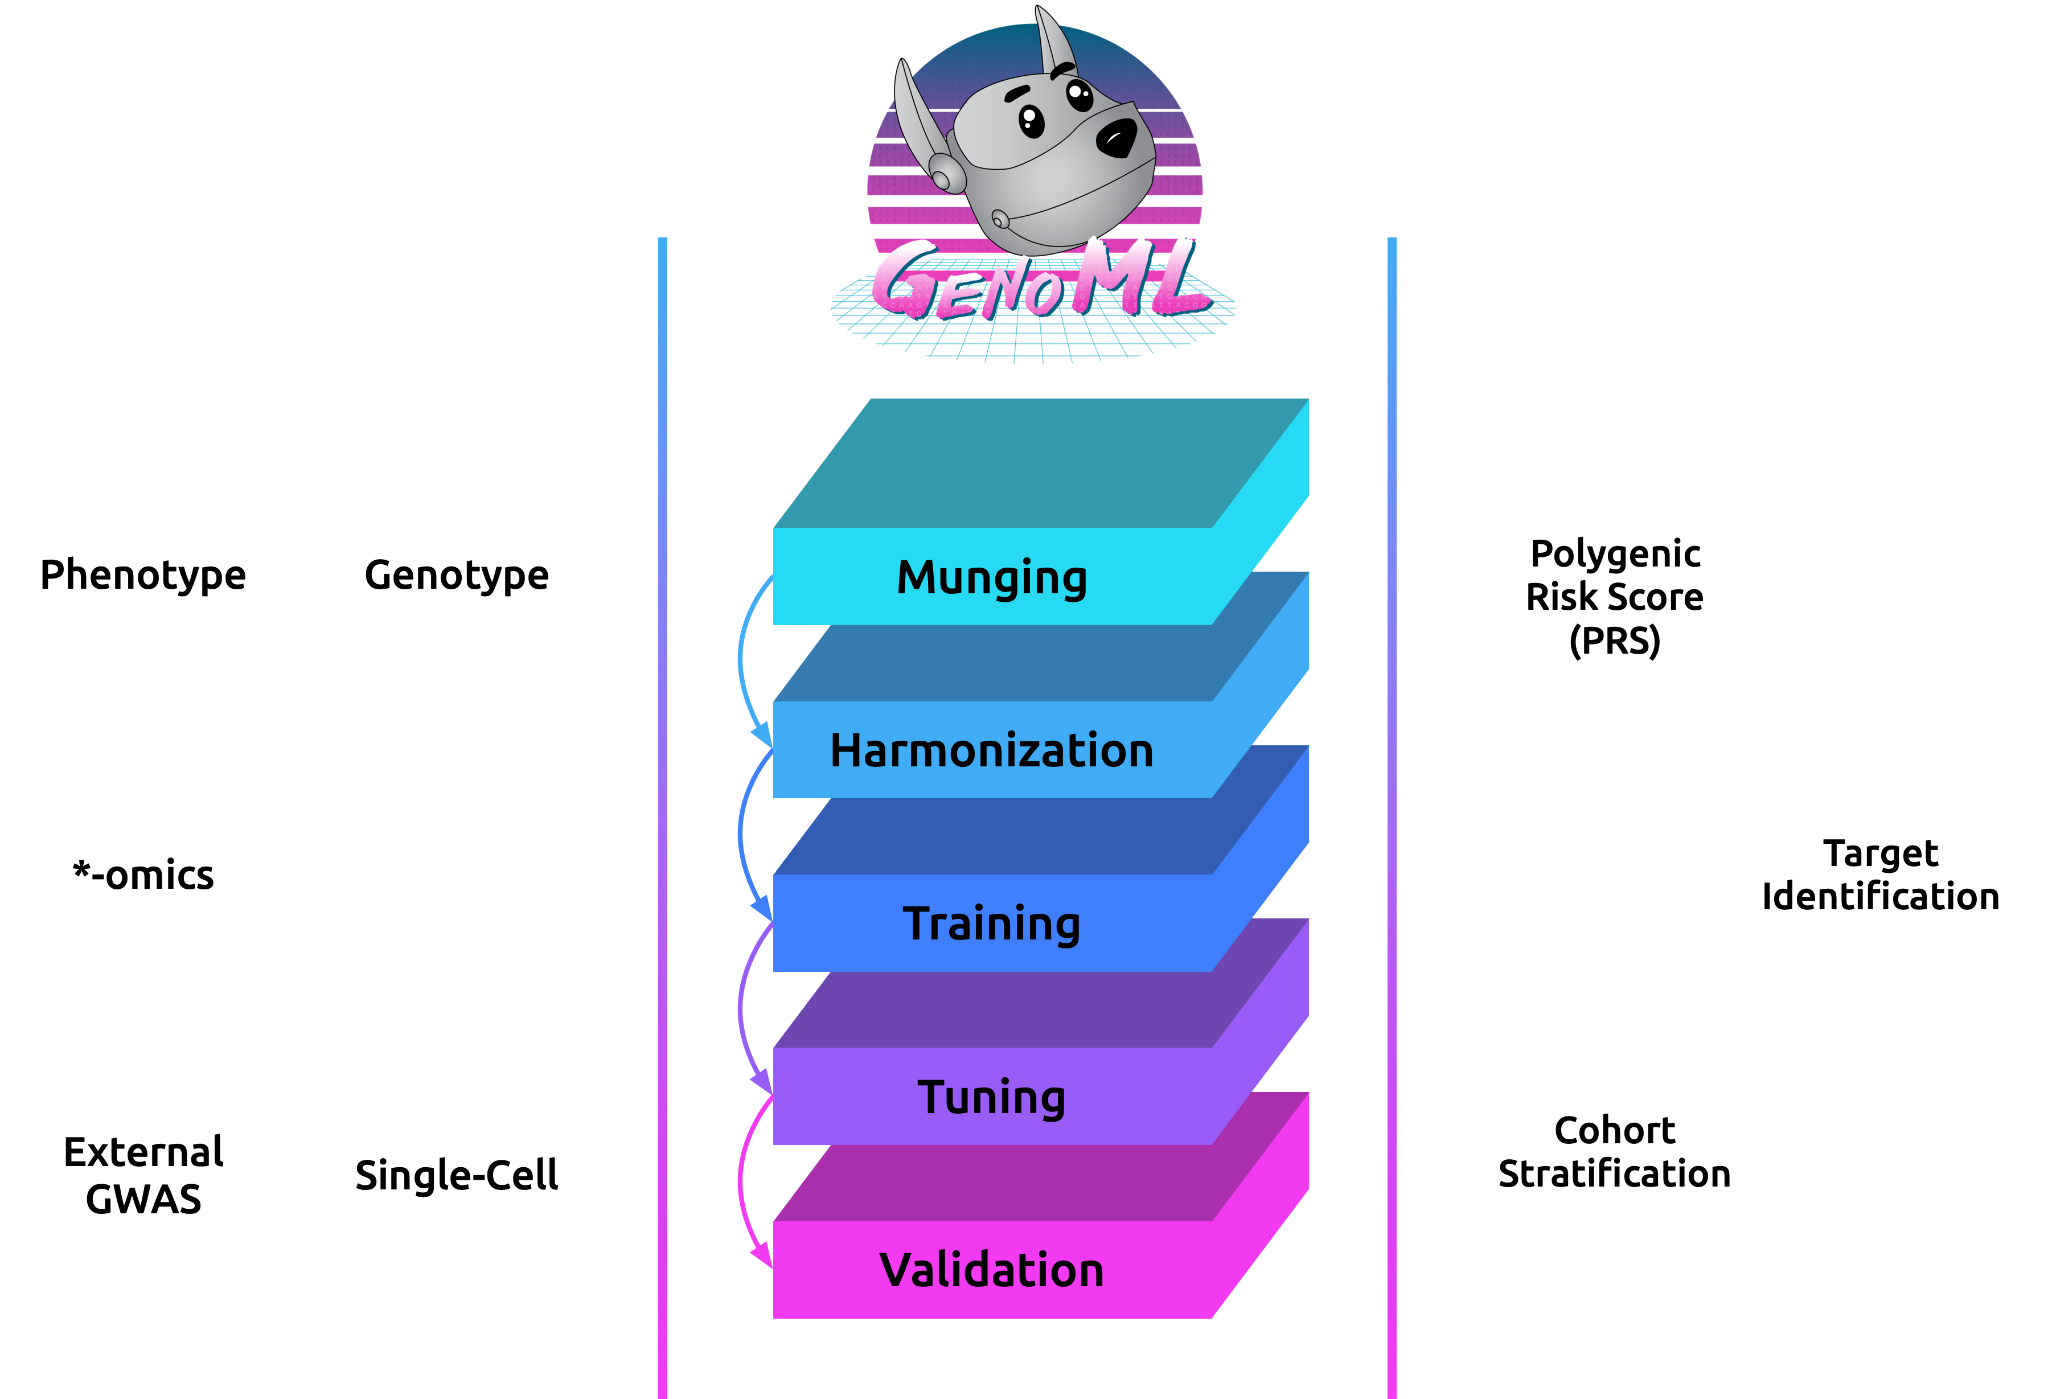 GENOML
Phenotype
Genotype
*-omics
External
GWAS
Single-Cell
Munging
Harmonization
Training
Tuning
Validation
Polygenic
Risk Score
(PRS)
Target
Identification
Cohort
Stratification